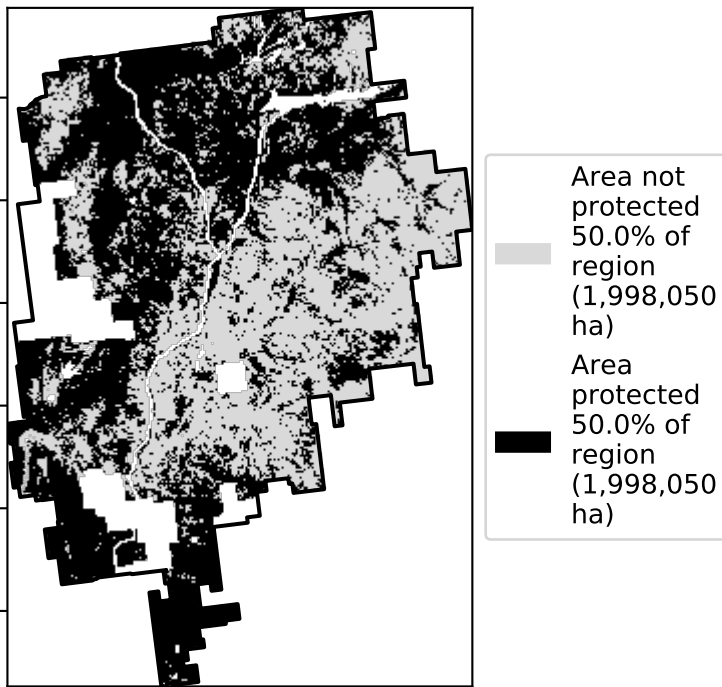 Area not
protected
50.0% of
region
(1,998,050
ha)
Area
protected
50.0% of
region
(1,998,050
ha)